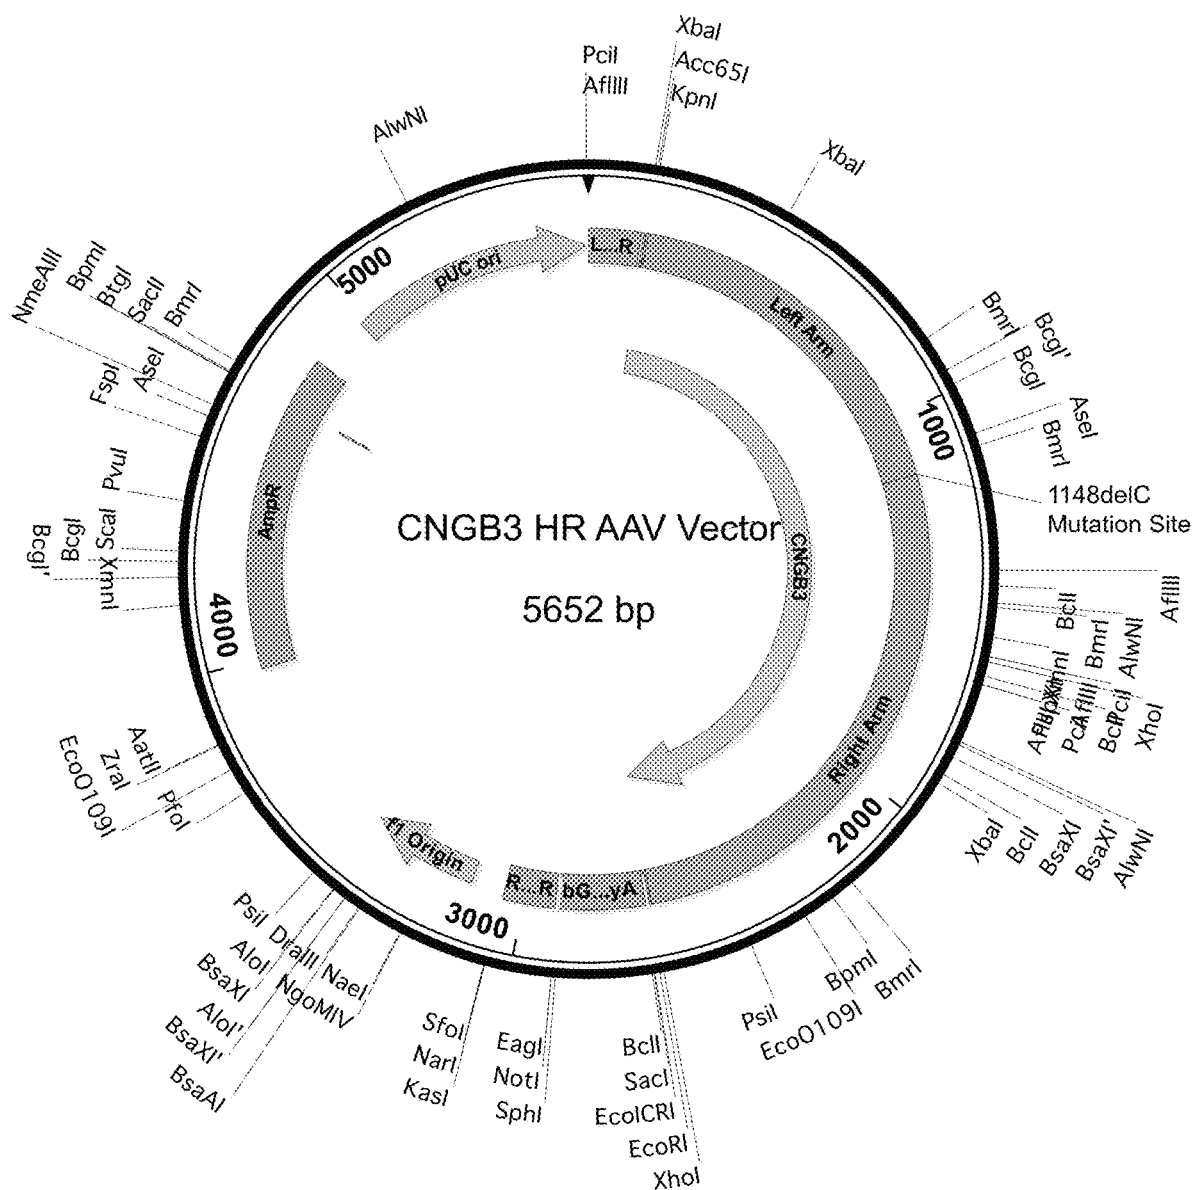 PciI
AflIII
XbaI
Acc65I
KpnI
XbaI
BmrI
BcgI'
BcgI
AseI
BmrI
1148delC
Mutation Site
AflII
BclI
BmrI
AlwNI
XhoI
PciI
AflIII
BclI
AlwNI
BsaXI'
BsaXI
BclI
XbaI
BmrI
BpmI
EcoO109I
PsiI
BclI
SacI
EcoICRI
EcoRI
XhoI
EagI
NotI
SphI
SfoI
NarI
KasI
NaeI
NgoMIV
DraIII
PsiI
AloI
BsaXI
AloI'
BsaXI'
BsaAI
PfoI
AatII
ZraI
EcoO109I
XmnI
BcgI'
BcgI
ScaI
PvuI
FspI
AseI
NmeAIII
BpmI
BtgI
SacII
BmrI
AlwNI
1000
2000
3000
4000
5000
L...R
Left Arm
Right Arm
bG...yA
R...R
f1 Origin
AmpR
pUC ori
CNGB3
CNGB3 HR AAV Vector
5652 bp